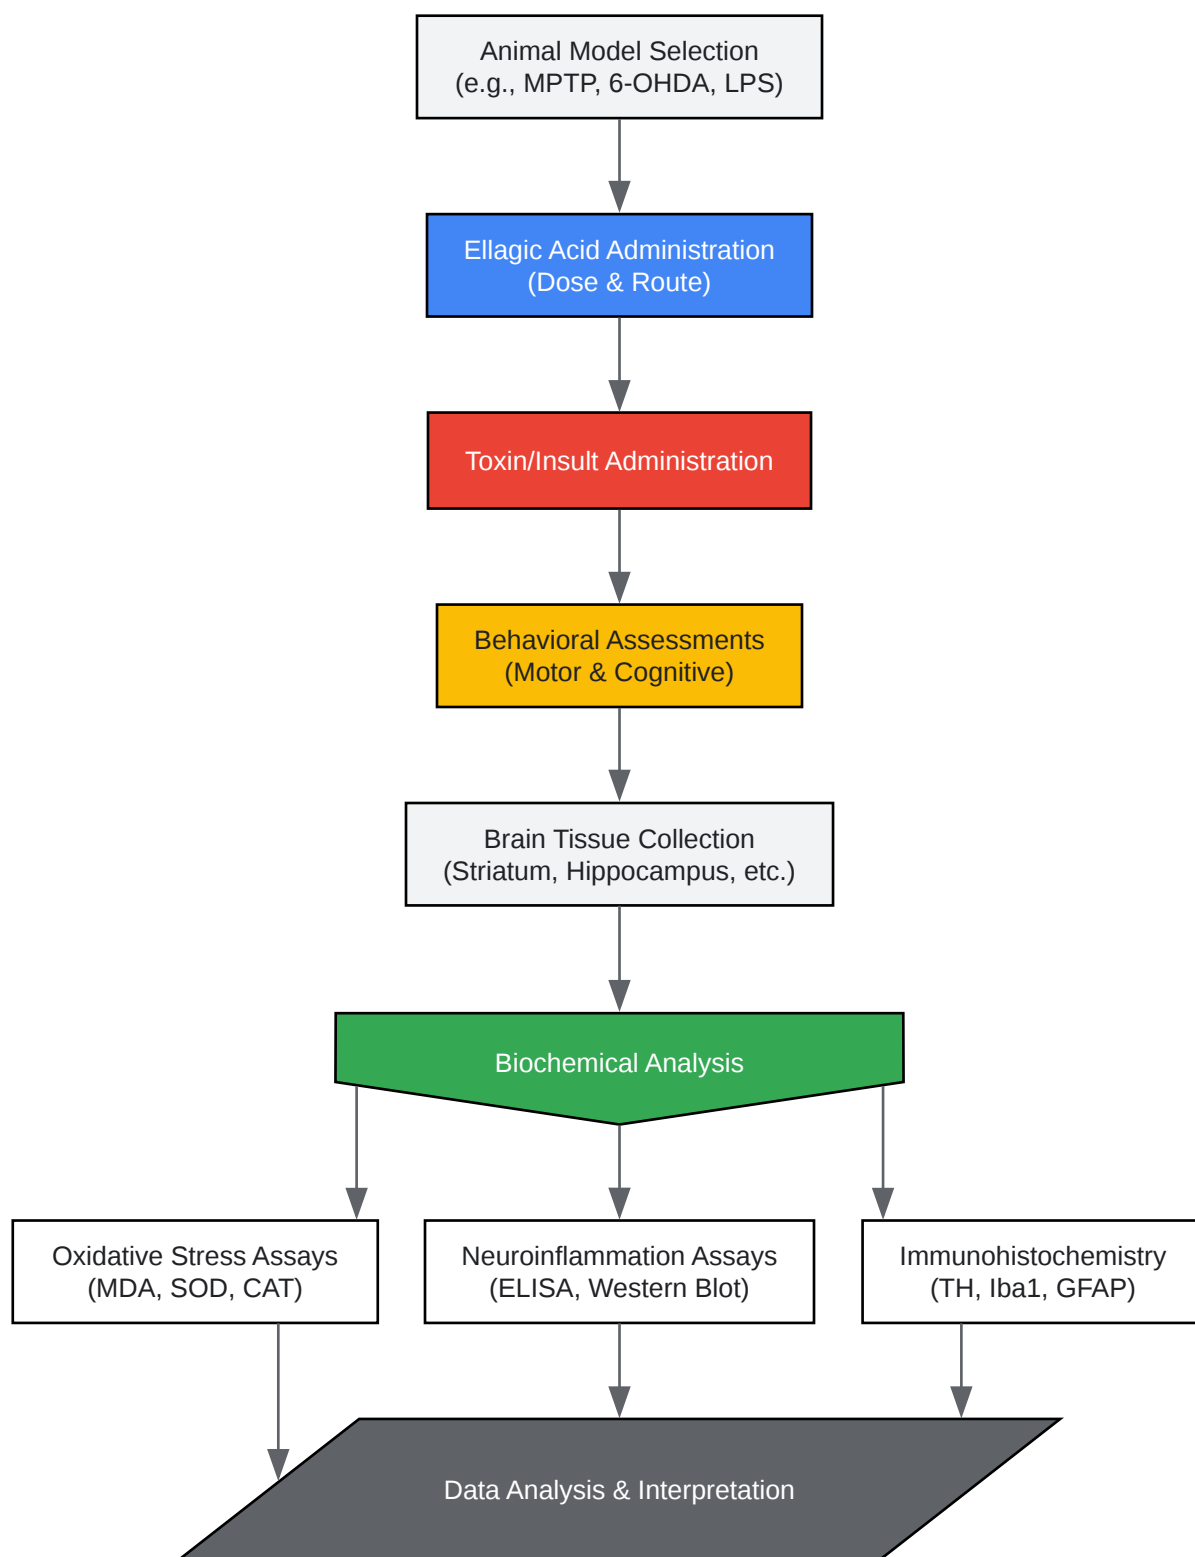 Animal Model Selection
(e.g., MPTP, 6-OHDA, LPS)
Ellagic Acid Administration
(Dose & Route)
Toxin/Insult Administration
Behavioral Assessments
(Motor & Cognitive)
Brain Tissue Collection
(Striatum, Hippocampus, etc.)
Biochemical Analysis
Oxidative Stress Assays
(MDA, SOD, CAT)
Neuroinflammation Assays
(ELISA, Western Blot)
Immunohistochemistry
(TH, Iba1, GFAP)
Data Analysis & Interpretation